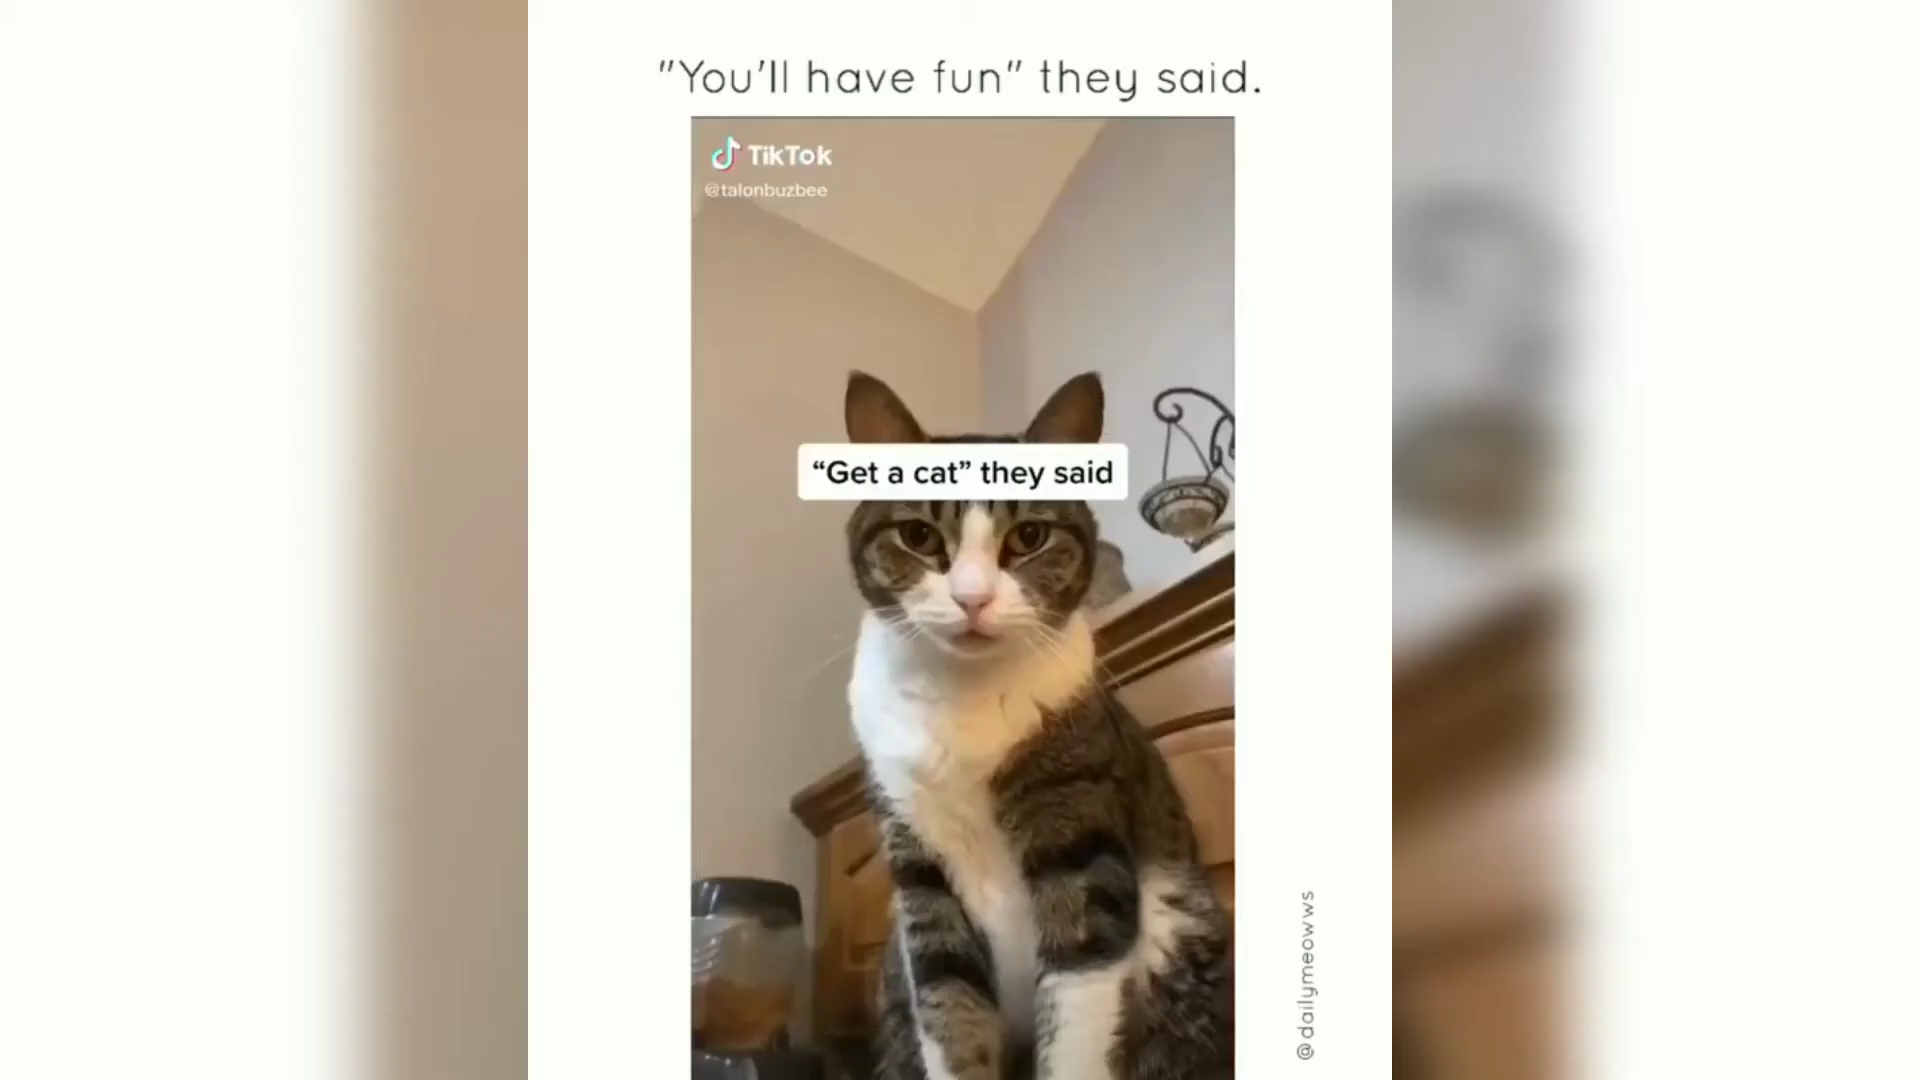 "You'll have fun" they said.
TikTok
@talonbuzbee
“Get a cat” they said
@dailymeowws